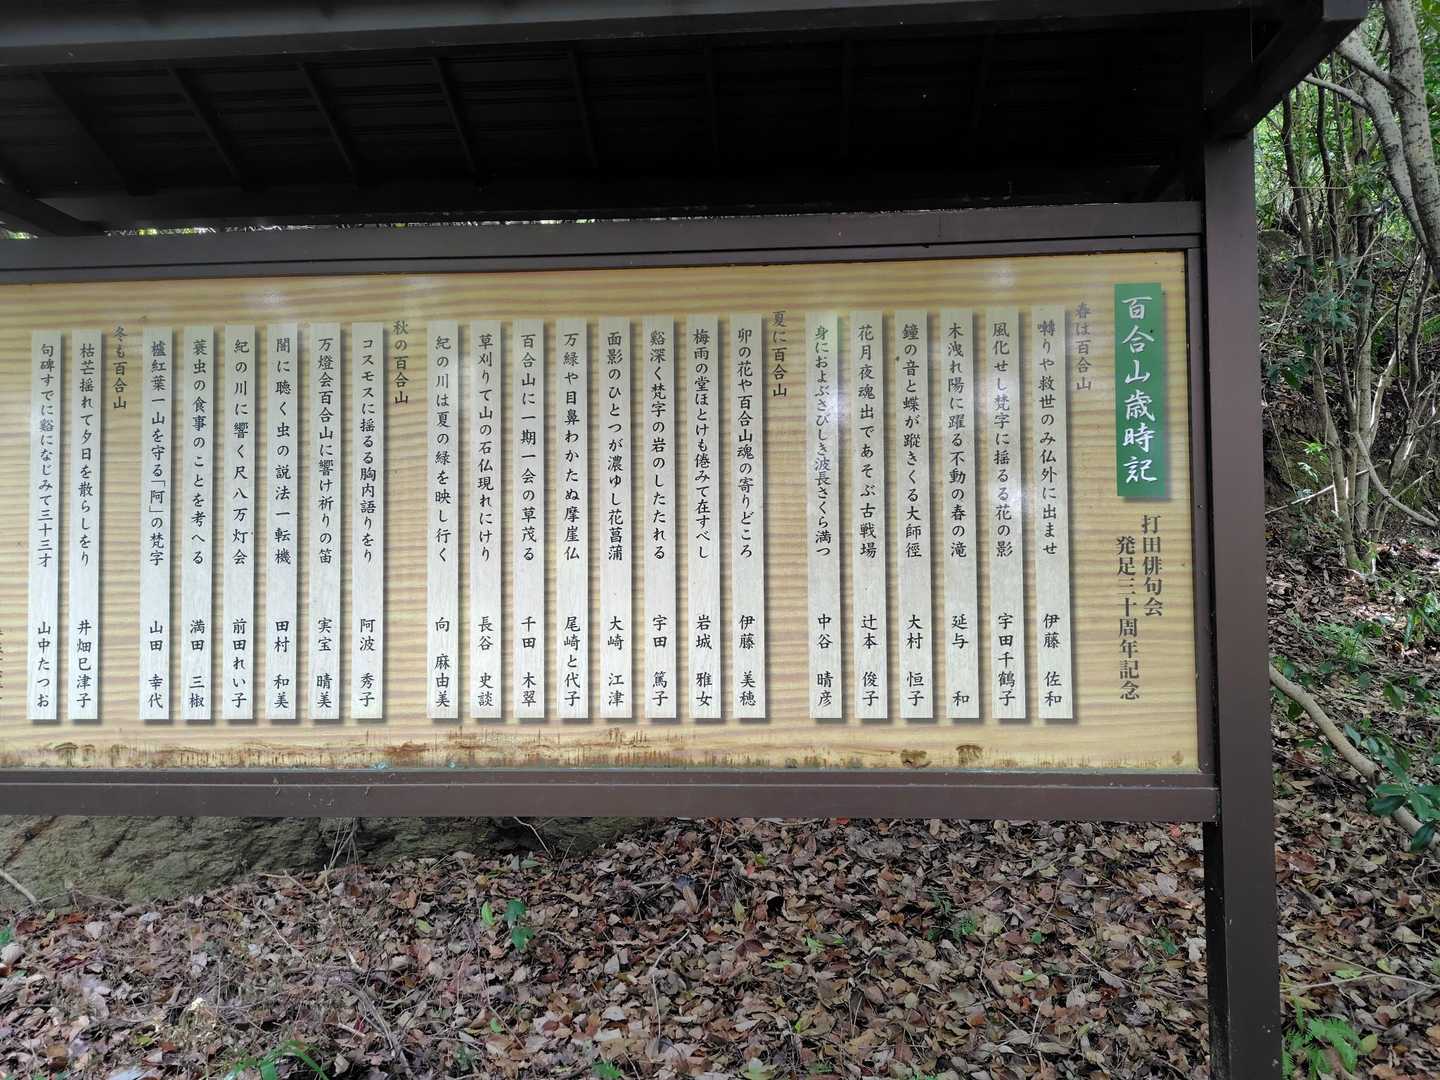 百合山歳時記
打田俳句会
発足三十周年記念
春は百合山
囀りや救世のみ仏外に出ませ 伊藤 佐和
風化せし梵字に揺るる花の影 宇田千鶴子
木洩れ陽に躍る不動の春の滝 延与 和
鐘の音と蝶が蹤きくる大師徑 大村 恒子
花月夜魂出であそぶ古戦場 辻本 俊子
身におよぶさびしき波長さくら満つ 中谷 晴彦
夏に百合山
卯の花や百合山魂の寄りどころ 伊藤 美穂
梅雨の堂ほとけも倦みて在すべし 岩城 雅女
谿深く梵字の岩のしたたれる 宇田 篤子
面影のひとつが濃ゆし花菖蒲 大崎 江津
万緑や目鼻わかたぬ摩崖仏 尾崎と代子
百合山に一期一会の草茂る 千田 木翠
草刈りて山の石仏現れにけり 長谷 史談
紀の川は夏の緑を映し行く 向 麻由美
秋の百合山
コスモスに揺るる胸内語りをり 阿波 秀子
万燈会百合山に響け祈りの笛 実宝 晴美
闇に聴く虫の説法一転機 田村 和美
紀の川に響く尺八万灯会 前田れい子
蓑虫の食事のことを考へる 満田 三椒
櫨紅葉一山を守る「阿」の梵字 山田 幸代
冬も百合山
枯芒揺れて夕日を散らしをり 井畑巳津子
句碑すでに谿になじみて三十三才 山中たつお